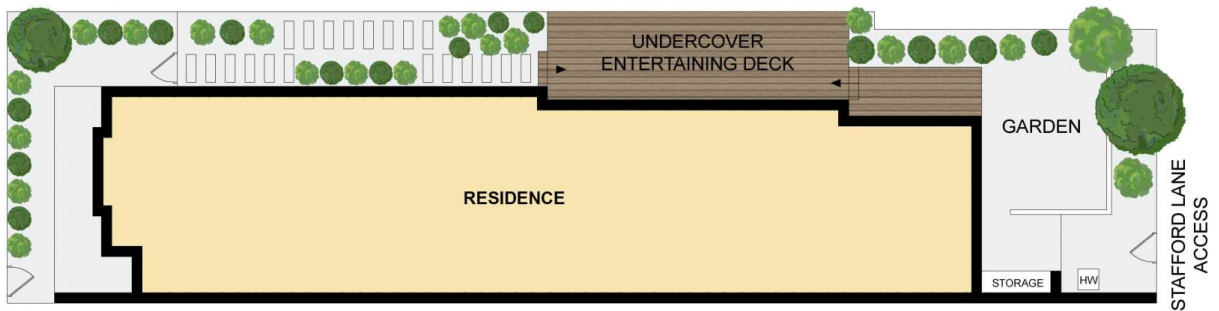 UNDERCOVER
ENTERTAINING DECK
GARDEN
RESIDENCE
STORAGE
HW
STAFFORD LANE
ACCESS